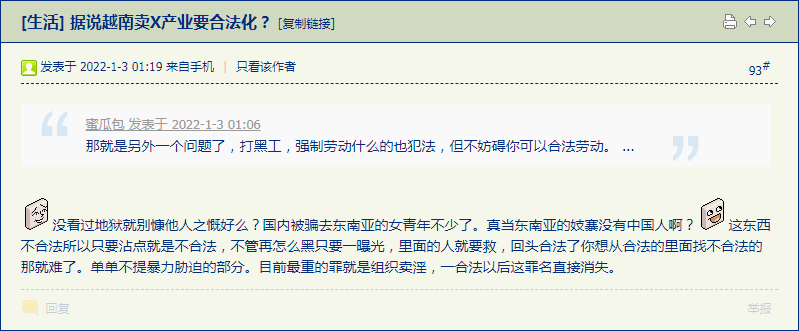 [生活] 据说越南卖X产业要合法化？ [复制链接]
发表于 2022-1-3 01:19 来自手机 | 只看该作者
93#
蜜瓜包 发表于 2022-1-3 01:06
那就是另外一个问题了，打黑工，强制劳动什么的也犯法，但不妨碍你可以合法劳动。 ...
没看过地狱就别慷他人之慨好么？国内被骗去东南亚的女青年不少了。真当东南亚的妓寨没有中国人啊？ 这东西
不合法所以只要沾点就是不合法，不管再怎么黑只要一曝光，里面的人就要救，回头合法了你想从合法的里面找不合法的
那就难了。单单不提暴力胁迫的部分。目前最重的罪就是组织卖淫，一合法以后这罪名直接消失。
回复
举报